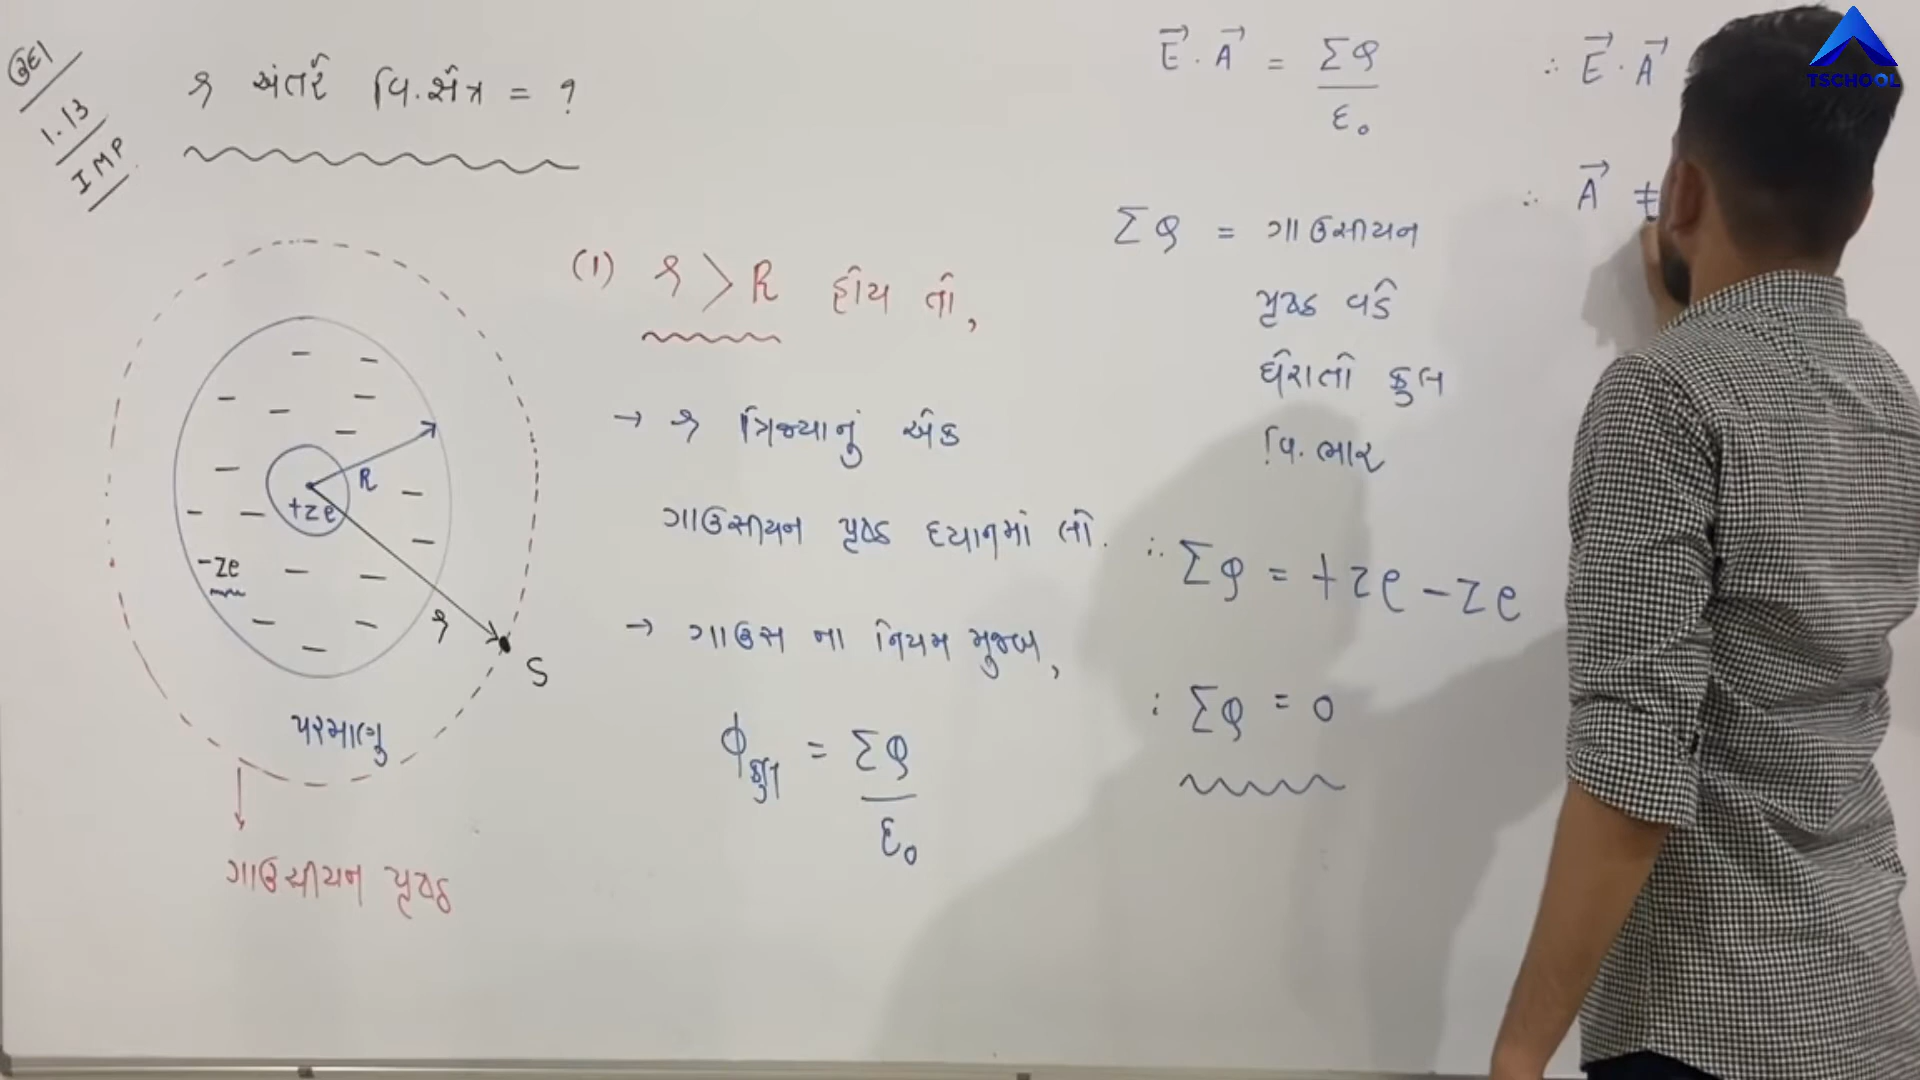 ઉદા
1.13
IMP
r અંતરે વિ.ક્ષેત્ર = ?
+ze
R
-ze
r
S
પરમાણુ
ગાઉસીયન પૃષ્ઠ
(1) r > R હોય તો,
→ r ત્રિજ્યાનું એક
ગાઉસીયન પૃષ્ઠ ધ્યાનમાં લો.
→ ગાઉસ ના નિયમ મુજબ,
ϕ = Σq
ε₀
E⃗ · A⃗ = Σq
ε₀
Σq = ગાઉસીયન
પૃષ્ઠ વડે
ઘેરાતો કુલ
વિ.ભાર
∴ Σq = +ze - ze
∴ Σq = 0
∴ E⃗ · A⃗
∴ A⃗ ≠
TSCHOOL